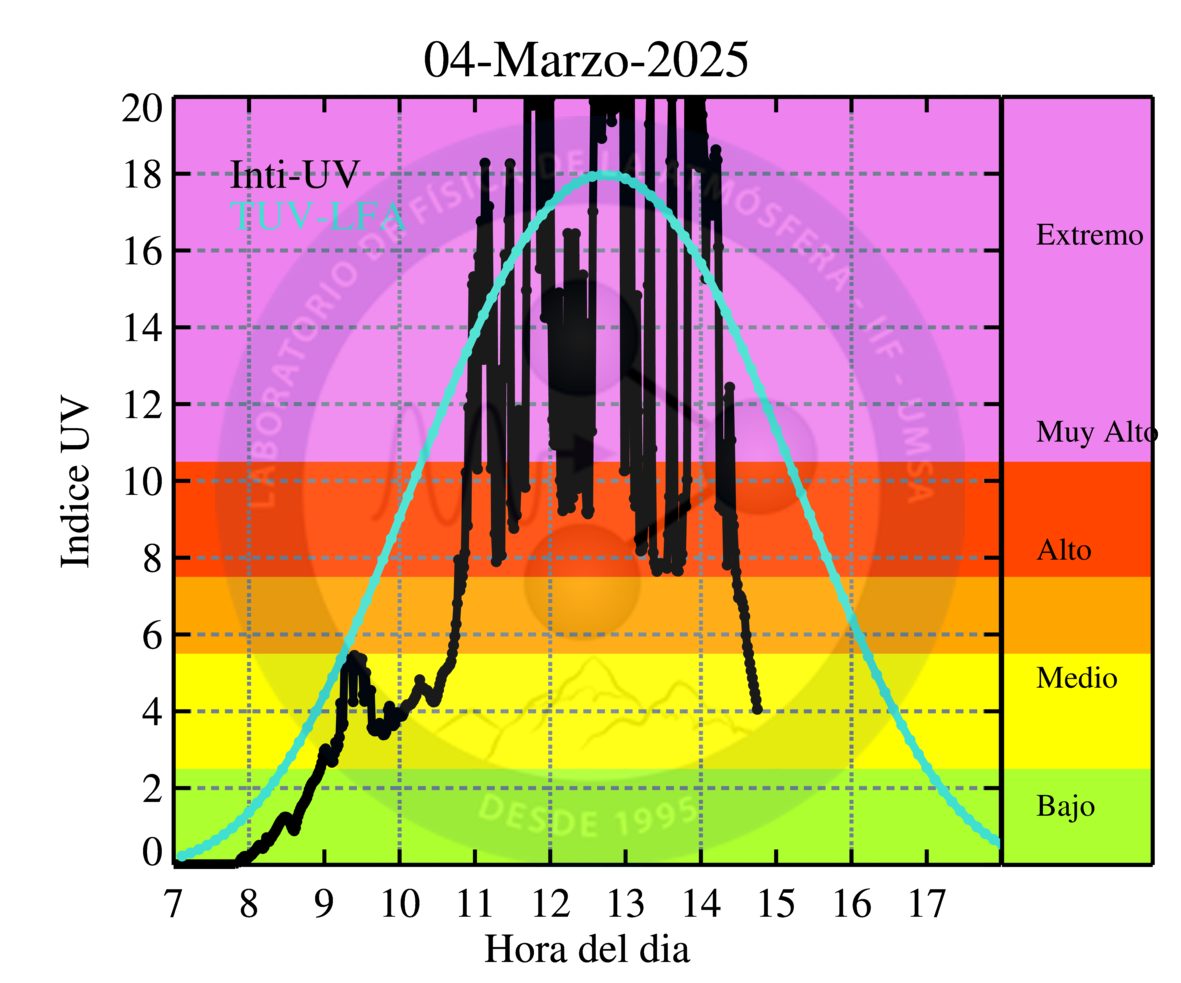 04-Marzo-2025
20
18
16
14
12
10
8
6
4
2
0
Indice UV
Inti-UV
TUV-LFA
LABORATORIO DE FÍSICA DE LA ATMÓSFERA - IIF - UMSA
DESDE 1995
Extremo
Muy Alto
Alto
Medio
Bajo
7 8 9 10 11 12 13 14 15 16 17
Hora del dia